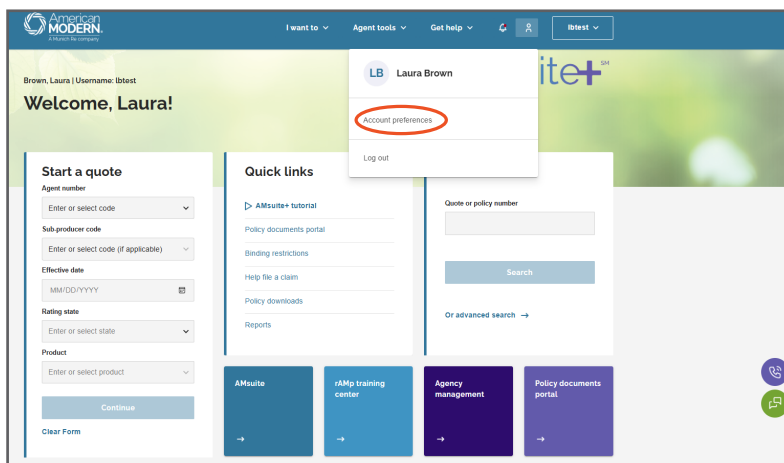 American
MODERN.
A Munich Re company
I want to
Agent tools
Get help
lbtest
LB
Laura Brown
Account preferences
Log out
ite+ SM
Brown, Laura | Username: lbtest
Welcome, Laura!
Start a quote
Agent number
Enter or select code
Sub-producer code
Enter or select code (if applicable)
Effective date
MM/DD/YYYY
Rating state
Enter or select state
Product
Enter or select product
Continue
Clear Form
Quick links
AMsuite+ tutorial
Policy documents portal
Binding restrictions
Help file a claim
Policy downloads
Reports
Quote or policy number
Search
Or advanced search →
AMsuite
→
rAMp training
center
→
Agency
management
→
Policy documents
portal
→